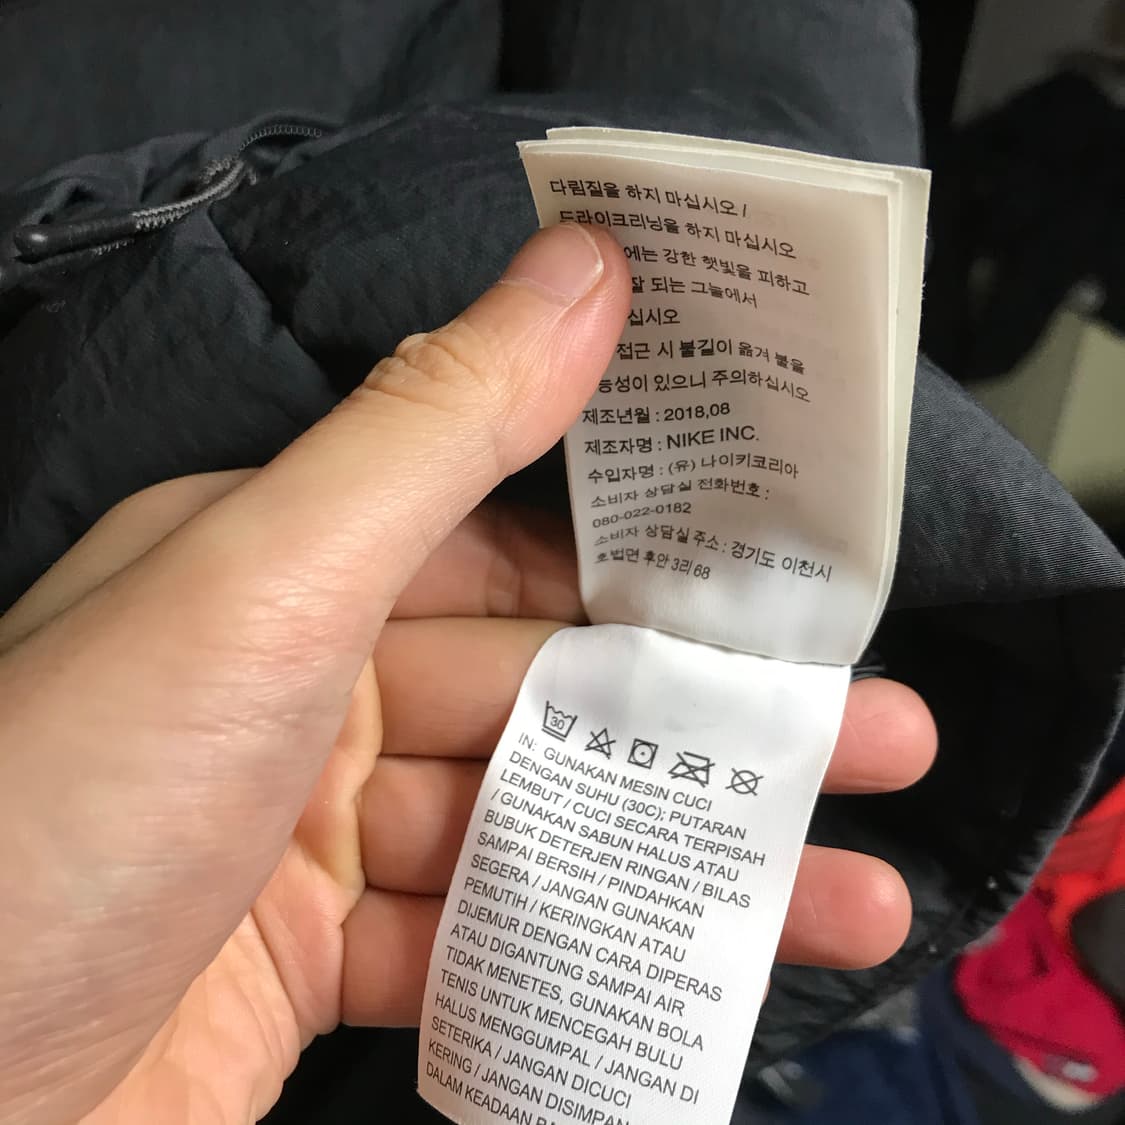 다림질을 하지 마십시오 /
드라이크리닝을 하지 마십시오
에는 강한 햇빛을 피하고
잘 되는 그늘에서
십시오
접근 시 불길이 옮겨 붙을
능성이 있으니 주의하십시오
제조년월 : 2018,08
제조자명 : NIKE INC.
수입자명 : (유) 나이키코리아
소비자 상담실 전화번호 :
080-022-0182
소비자 상담실 주소 : 경기도 이천시
호법면 후안 3리 68
30
IN: GUNAKAN MESIN CUCI
DENGAN SUHU (30C); PUTARAN
LEMBUT / CUCI SECARA TERPISAH
/ GUNAKAN SABUN HALUS ATAU
BUBUK DETERJEN RINGAN / BILAS
SAMPAI BERSIH / PINDAHKAN
SEGERA / JANGAN GUNAKAN
PEMUTIH / KERINGKAN ATAU
DIJEMUR DENGAN CARA DIPERAS
ATAU DIGANTUNG SAMPAI AIR
TIDAK MENETES, GUNAKAN BOLA
TENIS UNTUK MENCEGAH BULU
HALUS MENGGUMPAL / JANGAN DI
SETERIKA / JANGAN DICUCI
KERING / JANGAN DISIMPAN
DALAM KEADAAN